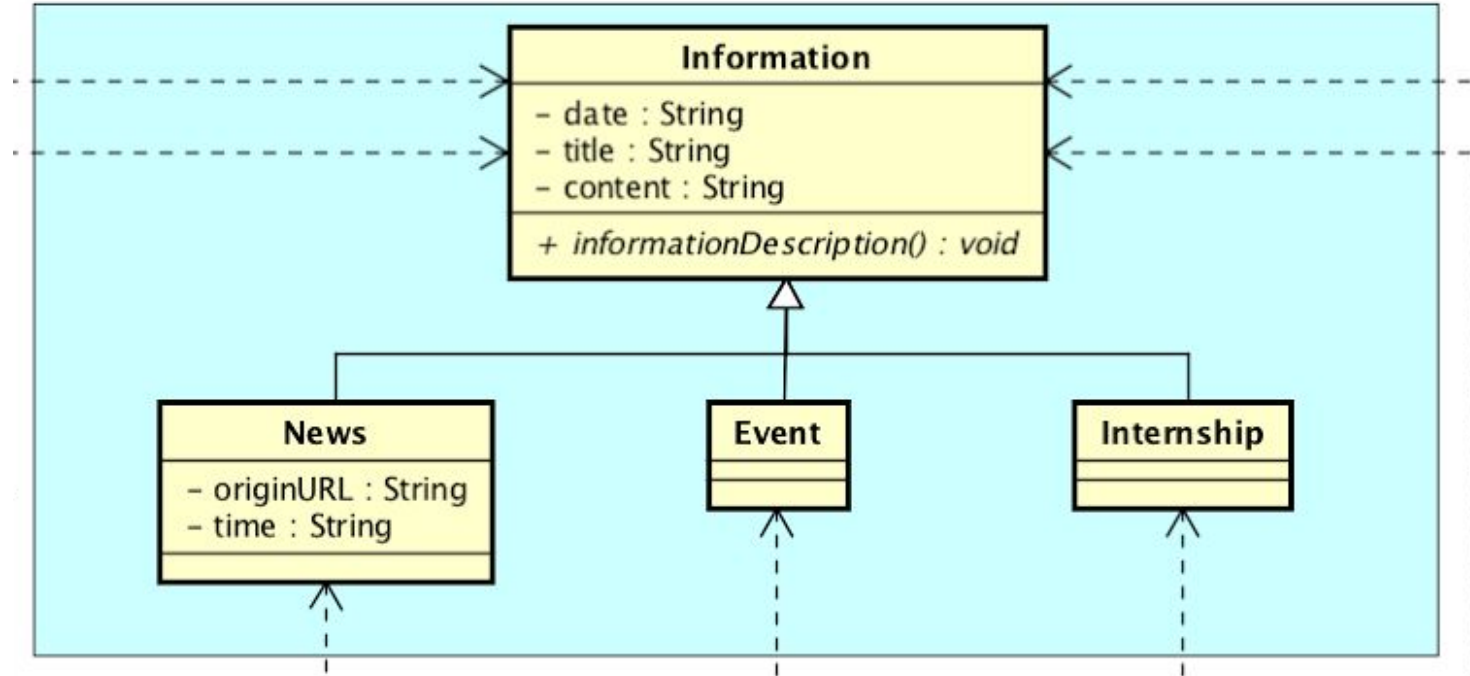 Information
– date : String
– title : String
– content : String
+ informationDescription() : void
News
– originURL : String
– time : String
Event
Internship